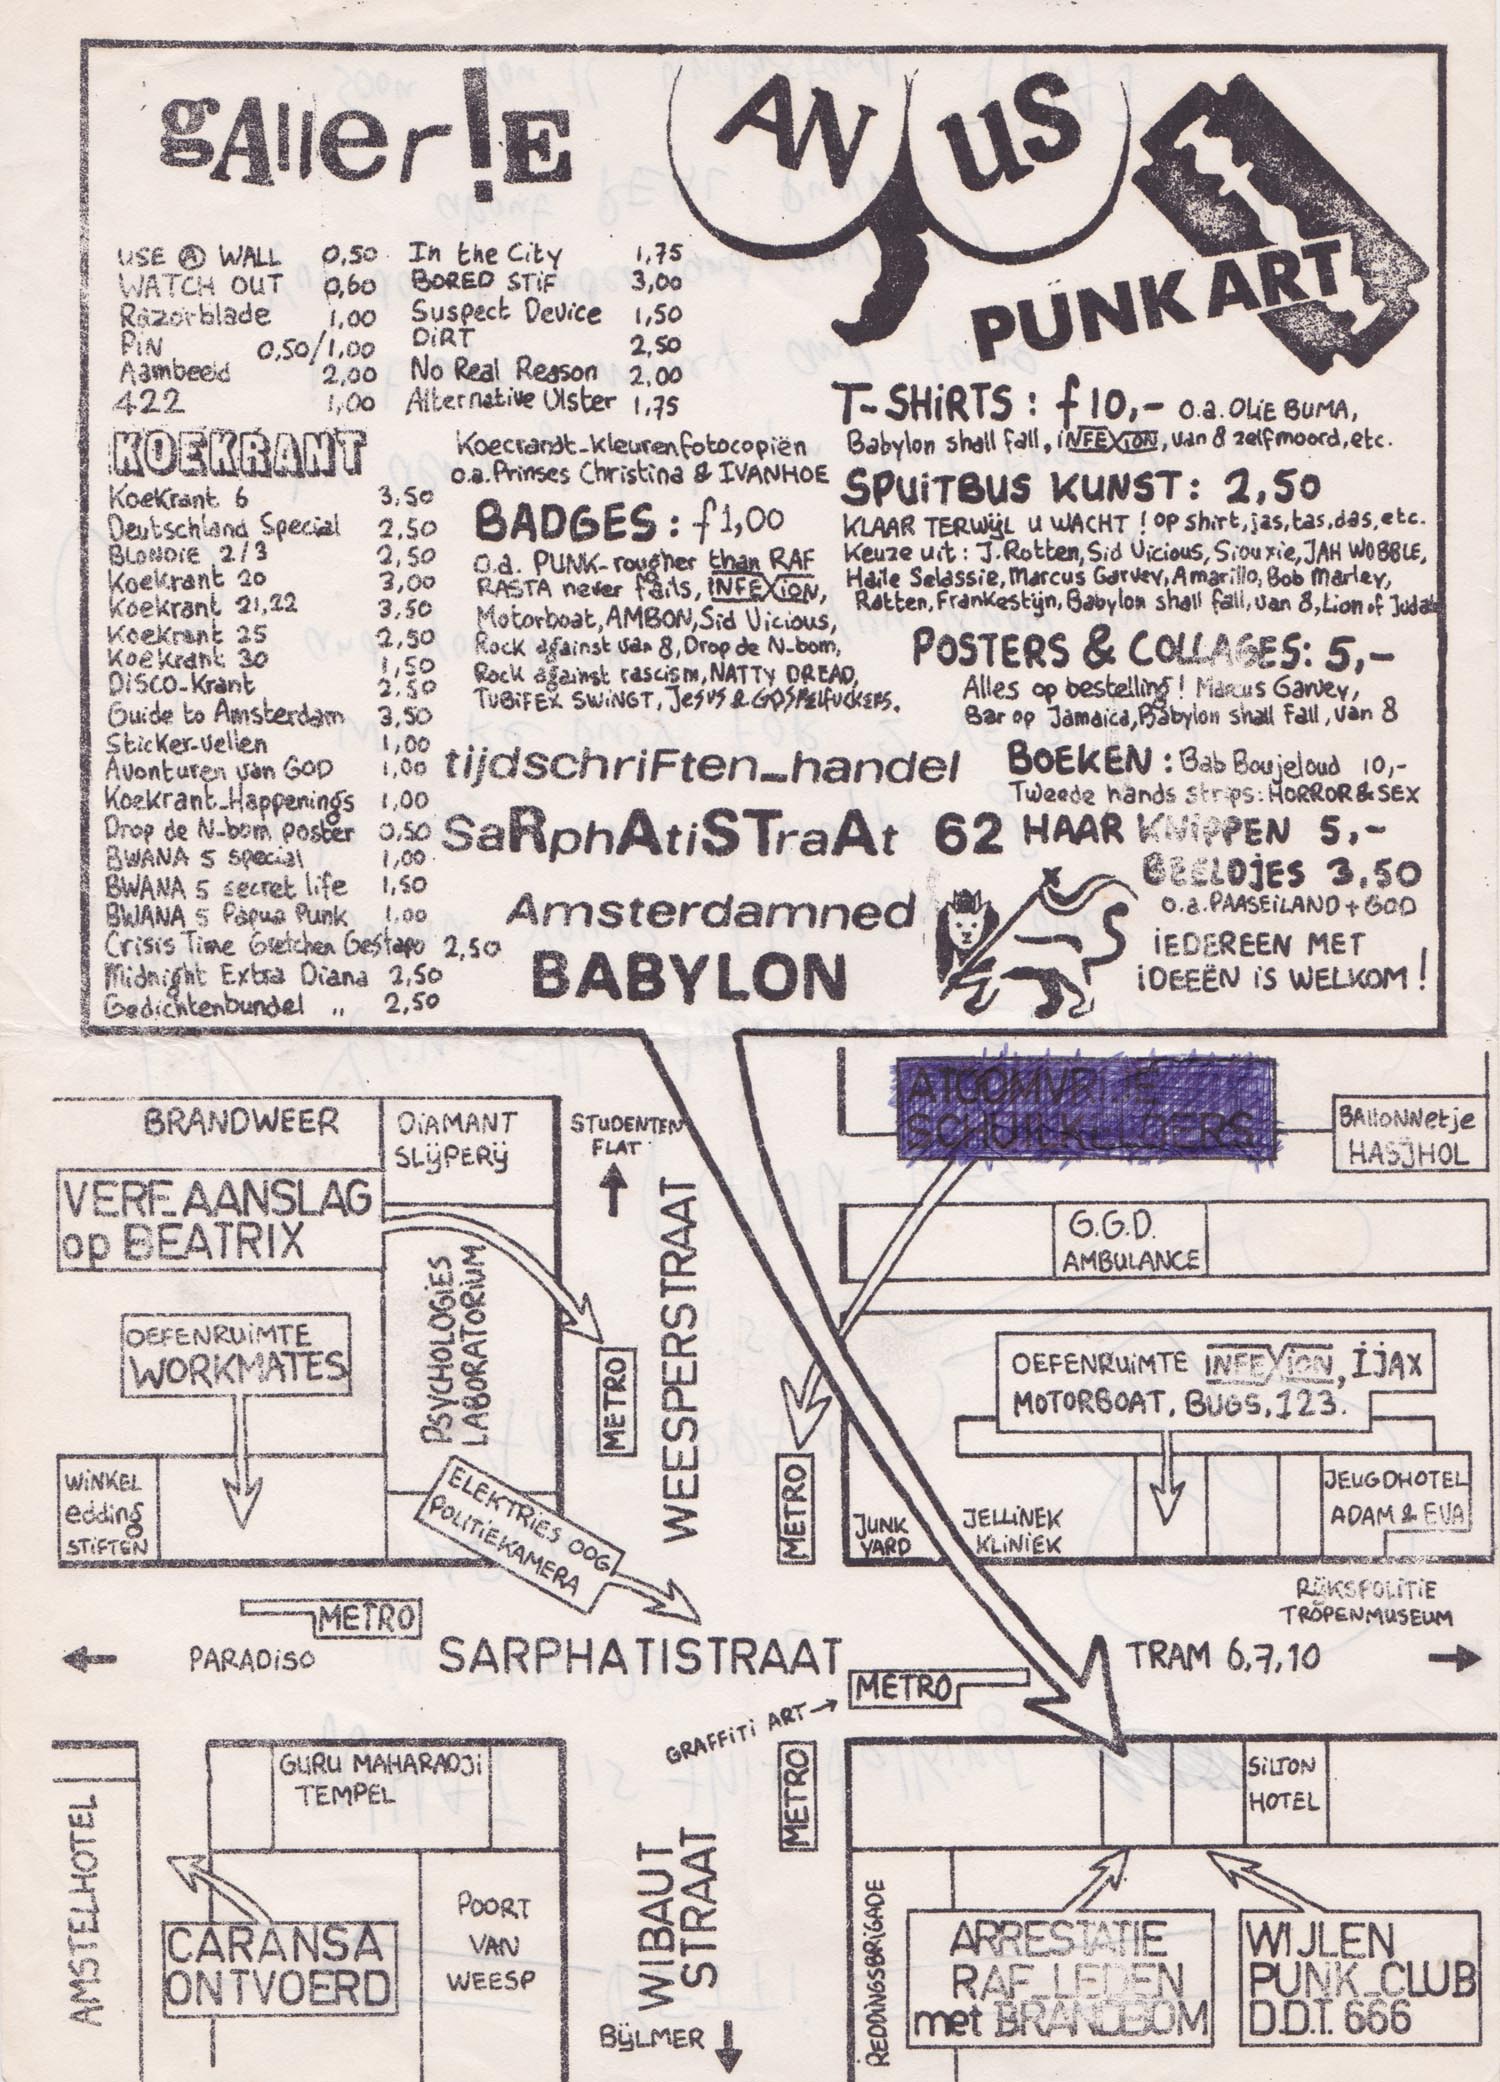 gAller!E
ANUS
PUNK ART
USE Ⓐ WALL 0,50
WATCH OUT 0,60
Razorblade 1,00
PiN 0,50/1,00
Aambeeld 2,00
422 1,00
In the City 1,75
BORED STiF 3,00
Suspect Device 1,50
DiRT 2,50
No Real Reason 2,00
Alternative Ulster 1,75
KOEKRANT
KoeKrant 6 3,50
Deutschland Special 2,50
BLONDiE 2/3 2,50
KoeKrant 20 3,00
KoeKrant 21,22 3,50
KoeKrant 25 2,50
KoeKrant 30 1,50
DiSCO-Krant 2,50
Guide to Amsterdam 3,50
Sticker-vellen 1,00
Avonturen van GOD 1,00
KoeKrant-Happenings 1,00
Drop de N-bom poster 0,50
BWANA 5 special 1,00
BWANA 5 secret life 1,50
BWANA 5 Papua Punk 1,00
Crisis Time Gretchen Gestapo 2,50
Midnight Extra Diana 2,50
Gedichtenbundel ,, 2,50
Koecrandt-kleurenfotocopiën
o.a. Prinses Christina & IVANHOE
BADGES : f 1,00
o.a. PUNK-rougher than RAF
RASTA never fails, iNFEXiON,
Motorboat, AMBON, Sid Vicious,
Rock against van 8, Drop de N-bom,
Rock against rascism, NATTY DREAD,
TUBiFEX SWiNGT, Jesus & GOSPELfuckers.
T-SHiRTS : f 10,- o.a. OLiE BUMA,
Babylon shall fall, iNFEXiON, van 8 zelfmoord, etc.
SPUiTBUS KUNST : 2,50
KLAAR TERWijL U WACHT ! op shirt, jas, tas, das, etc.
Keuze uit : J. Rotten, Sid Vicious, Siouxie, JAH WOBBLE,
Haile Selassie, Marcus Garvey, Amarillo, Bob Marley,
Ratten, Frankestijn, Babylon shall fall, van 8, Lion of Judah
POSTERS & COLLAGES: 5,-
Alles op bestelling ! Marcus Garvey,
Bar op Jamaica, Babylon shall fall, van 8
BOEKEN : Bab Boujeloud 10,-
Tweede hands strips: HORROR & SEX
HAAR KNiPPEN 5,-
BEELDjES 3,50
o.a. PAASEiLAND + GOD
iEDEREEN MET
iDEEËN iS WELKOM !
tijdschriFten-handel
SaRphAtiSTraAt 62
Amsterdamned
BABYLON
BRANDWEER
DiAMANT
SLijPERij
STUDENTEN
FLAT
ATOOMVRIJE
SCHUILKELDERS
BAllONNetje
HASJHOL
VERFAANSLAG
op BEATRIX
G.G.D.
AMBULANCE
PSYCHOLOGiES
LABORATORiUM
WEESPERSTRAAT
METRO
OEFENRUiMTE
WORKMATES
OEFENRUiMTE iNFEXiON, iJAX
MOTORBOAT, BUGS, 123.
WiNKEL
edding
STiFTEN
ELEKTRiES OOG
POLiTiEKAMERA
METRO
JUNK
YARD
JELLiNEK
KLiNiEK
JEUGDHOTEL
ADAM & EVA
RijKSPOLiTiE
TROPENMUSEUM
METRO
PARADiSO
SARPHATISTRAAT
TRAM 6,7,10
METRO
GRAFFiTi ART
GURU MAHARADji
TEMPEL
METRO
SiLTON
HOTEL
AMSTELHOTEL
CARANSA
ONTVOERD
POORT
VAN
WEESP
WIBAUT
STRAAT
BijLMER
REDDiNGSBRiGADE
ARRESTATIE
RAF-LEDEN
met BRANDBOM
WIJLEN
PUNK-CLUB
D.D.T. 666